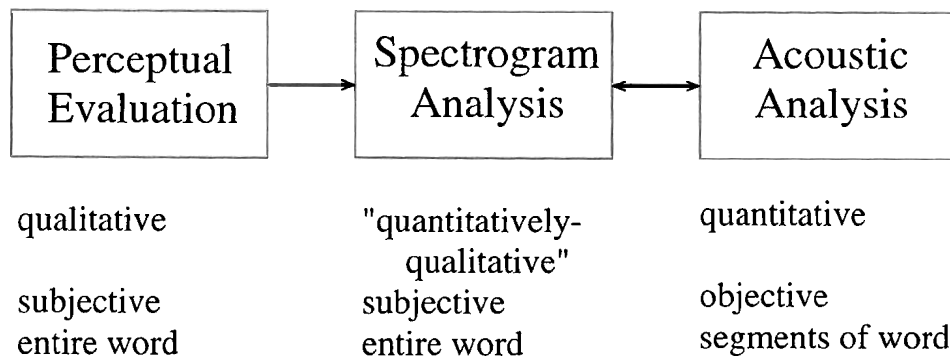 Perceptual
Evaluation
Spectrogram
Analysis
Acoustic
Analysis
qualitative
subjective
entire word
"quantitatively-
qualitative"
subjective
entire word
quantitative
objective
segments of word